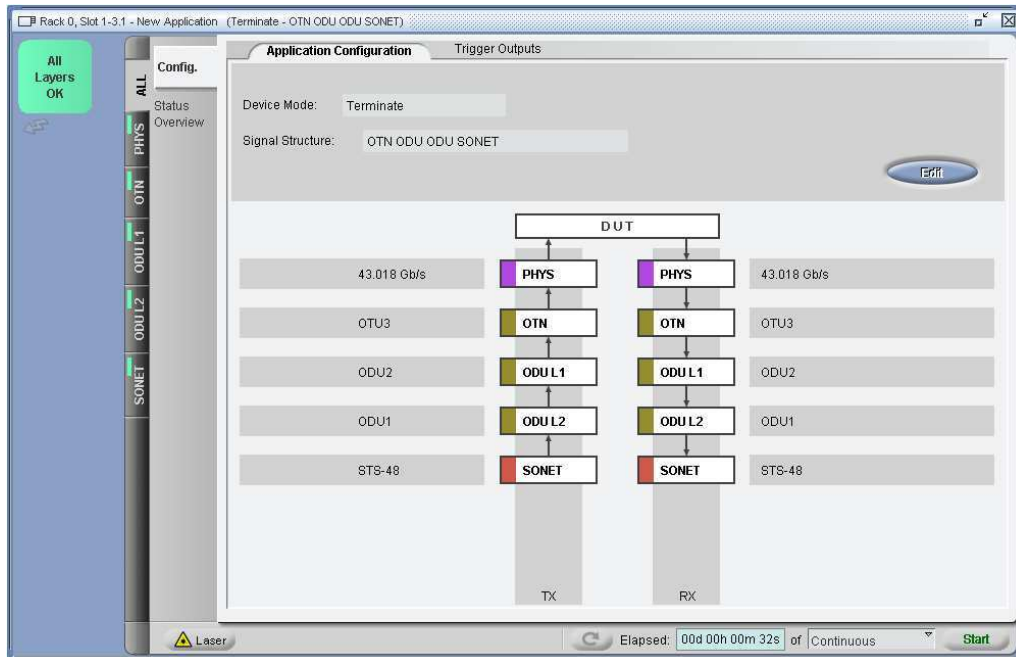 Rack 0, Slot 1-3.1 - New Application (Terminate - OTN ODU ODU SONET)
All
Layers
OK
ALL
PHYS
OTN
ODU L1
ODU L2
SONET
Config.
Status
Overview
Application Configuration
Trigger Outputs
Device Mode: Terminate
Signal Structure: OTN ODU ODU SONET
Edit
DUT
43.018 Gb/s PHYS PHYS 43.018 Gb/s
OTU3 OTN OTN OTU3
ODU2 ODU L1 ODU L1 ODU2
ODU1 ODU L2 ODU L2 ODU1
STS-48 SONET SONET STS-48
TX RX
Laser
Elapsed: 00d 00h 00m 32s of Continuous
Start